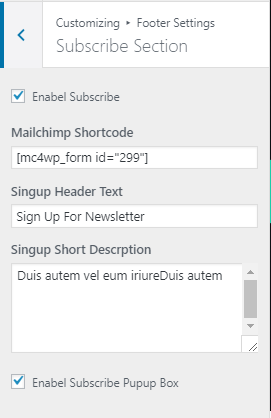 Customizing ▸ Footer Settings
Subscribe Section
Enabel Subscribe
Mailchimp Shortcode
[mc4wp_form id="299"]
Singup Header Text
Sign Up For Newsletter
Singup Short Descrption
Duis autem vel eum iriureDuis autem
Enabel Subscribe Pupup Box